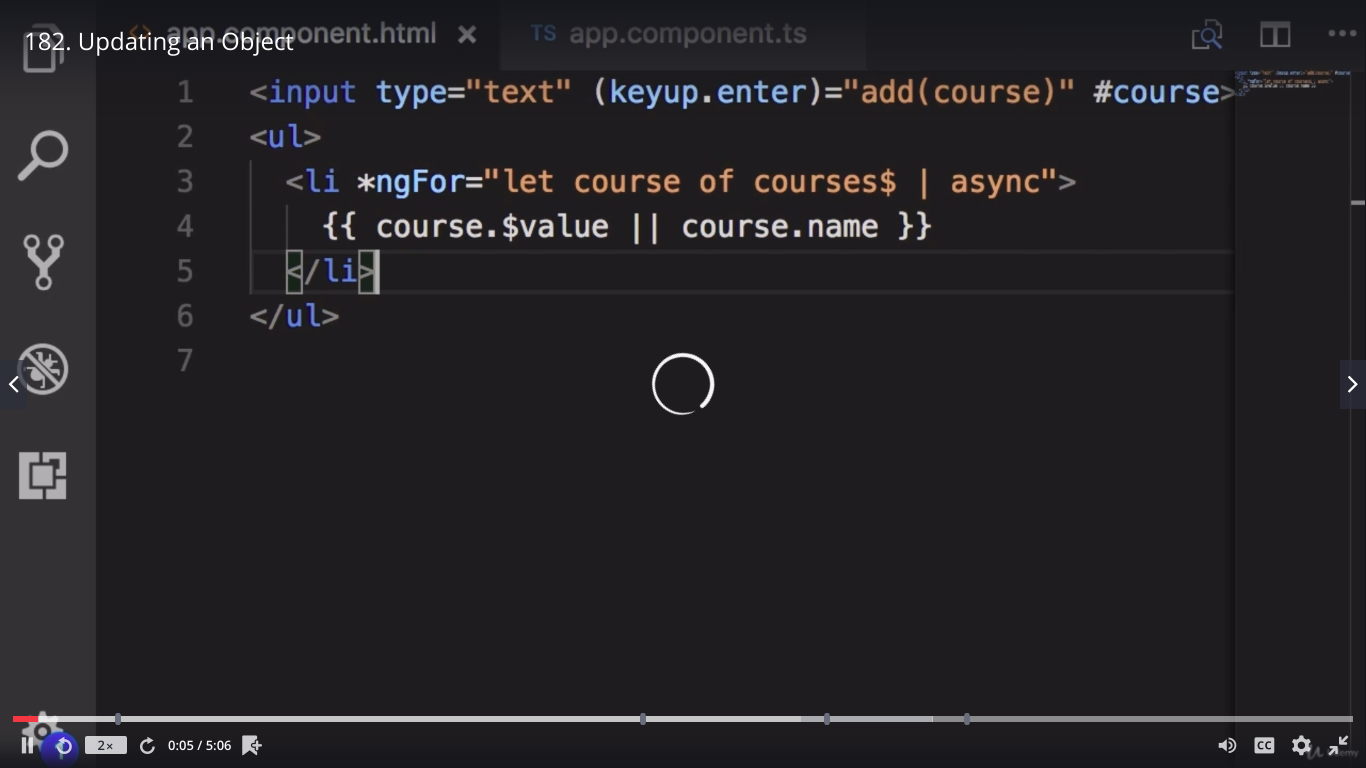 182. Updating an Object
app.component.html
TS app.component.ts
1 <input type="text" (keyup.enter)="add(course)" #course>
2 <ul>
3 <li *ngFor="let course of courses$ | async">
4 {{ course.$value || course.name }}
5 </li>
6 </ul>
7
2x
0:05 / 5:06
CC